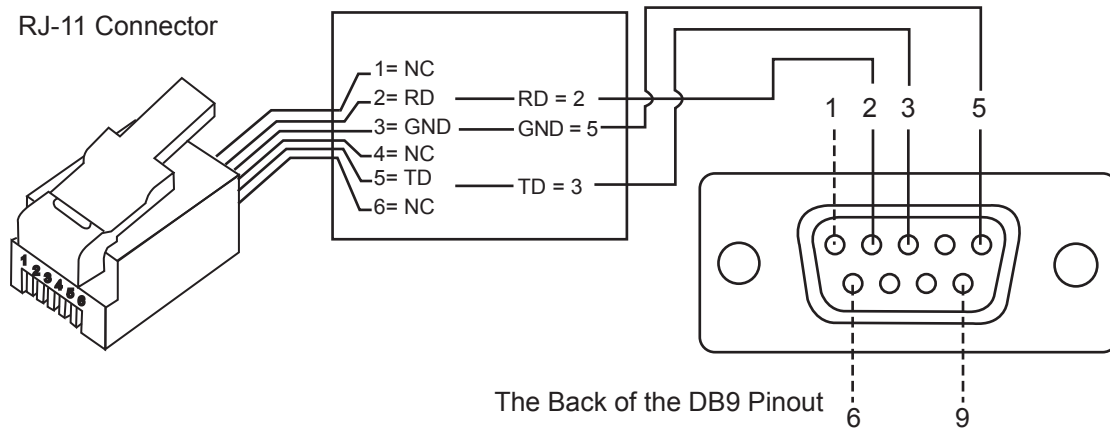 RJ-11 Connector
1= NC
2= RD
3= GND
4= NC
5= TD
6= NC
RD = 2
GND = 5
TD = 3
1 2 3 5
1 2 3 4 5 6
The Back of the DB9 Pinout
6 9